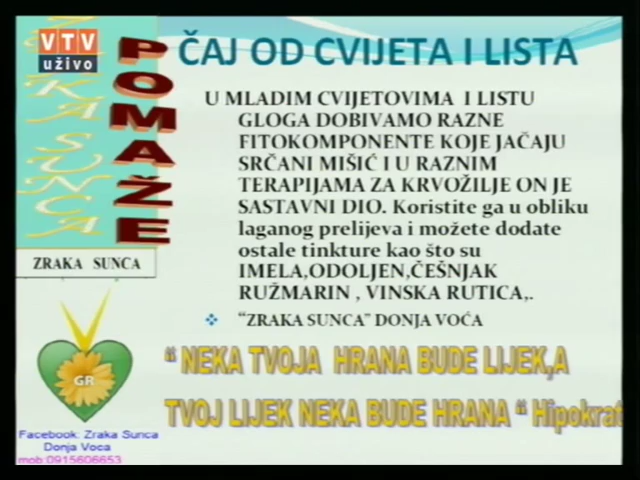 VTV
uživo
ZRAKA SUNCA
POMAŽE
ZRAKA SUNCA
ČAJ OD CVIJETA I LISTA
U MLADIM CVIJETOVIMA I LISTU
GLOGA DOBIVAMO RAZNE
FITOKOMPONENTE KOJE JAČAJU
SRČANI MIŠIĆ I U RAZNIM
TERAPIJAMA ZA KRVOŽILJE ON JE
SASTAVNI DIO. Koristite ga u obliku
laganog prelijeva i možete dodate
ostale tinkture kao što su
IMELA,ODOLJEN,ČEŠNJAK
RUŽMARIN , VINSKA RUTICA,.
"ZRAKA SUNCA" DONJA VOĆA
" NEKA TVOJA HRANA BUDE LIJEK,A
TVOJ LIJEK NEKA BUDE HRANA " Hipokrat
GR
Facebook: Zraka Sunca
Donja Voca
mob:0915606653